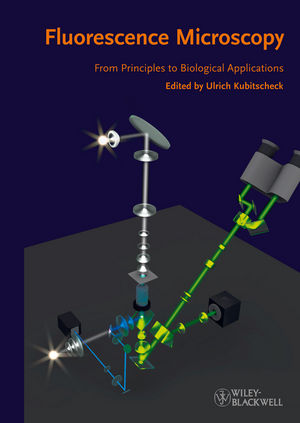 Fluorescence Microscopy
From Principles to Biological Applications
Edited by Ulrich Kubitscheck
WILEY-
BLACKWELL